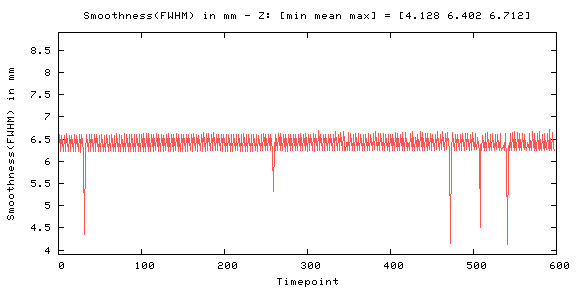 Smoothness(FWHM) in mm - Z: [min mean max] = [4.128 6.402 6.712]
Smoothness(FWHM) in mm
8.5
8
7.5
7
6.5
6
5.5
5
4.5
4
0 100 200 300 400 500 600
Timepoint